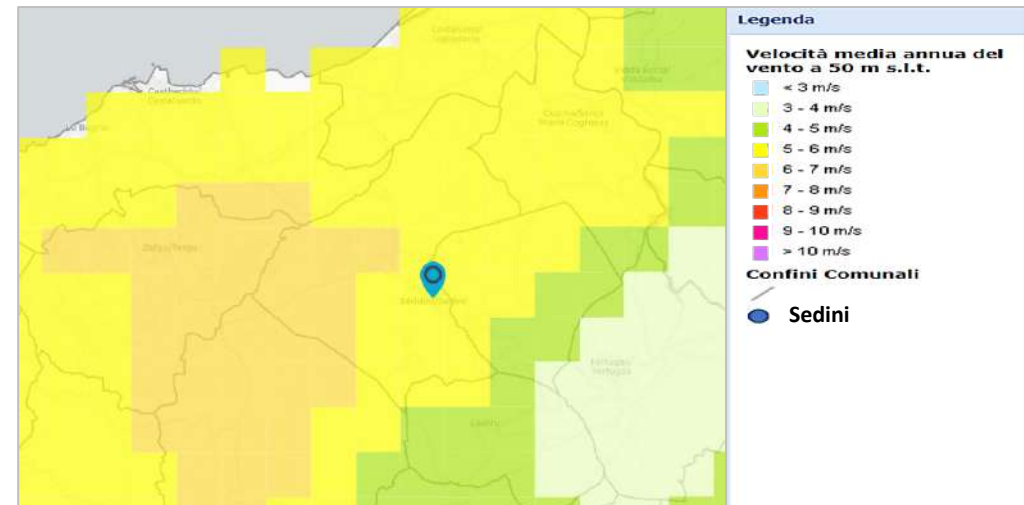 Legenda
Velocità media annua del
vento a 50 m s.l.t.
< 3 m/s
3 - 4 m/s
4 - 5 m/s
5 - 6 m/s
6 - 7 m/s
7 - 8 m/s
8 - 9 m/s
9 - 10 m/s
> 10 m/s
Confini Comunali
Sedini